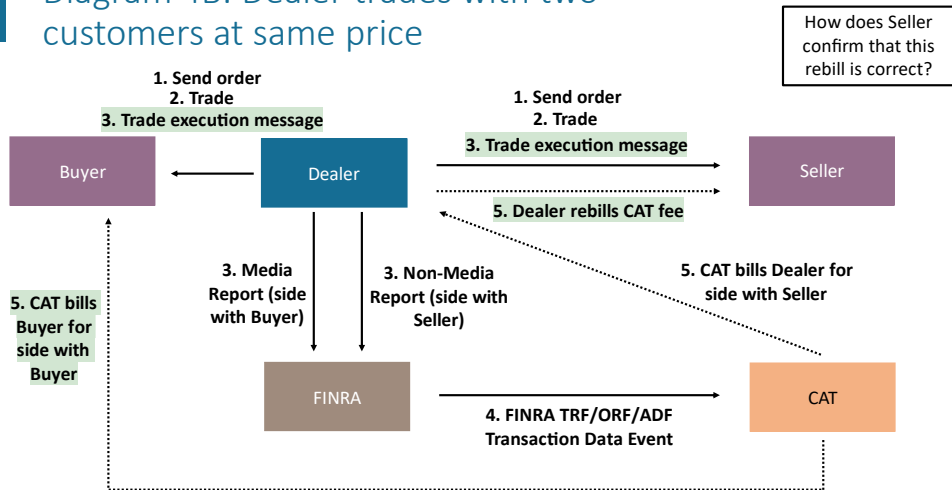 Diagram 4B: Dealer trades with two
customers at same price
How does Seller
confirm that this
rebill is correct?
1. Send order
2. Trade
3. Trade execution message
1. Send order
2. Trade
3. Trade execution message
Buyer
Dealer
Seller
5. Dealer rebills CAT fee
3. Media
Report (side
with Buyer)
3. Non-Media
Report (side with
Seller)
5. CAT bills Dealer for
side with Seller
5. CAT bills
Buyer for
side with
Buyer
FINRA
CAT
4. FINRA TRF/ORF/ADF
Transaction Data Event